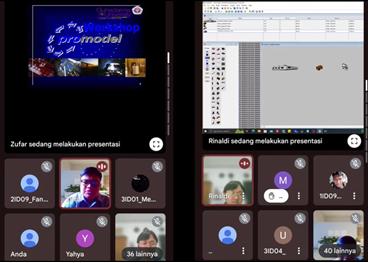 Workshop
promodel
Zufar sedang melakukan presentasi
2ID09_Fan...
3ID01_Me...
Anda
Y
Yahya
36 lainnya
Rinaldi sedang melakukan presentasi
Rinaldi
M
1ID09...
U
..
3ID04_
40 lainnya